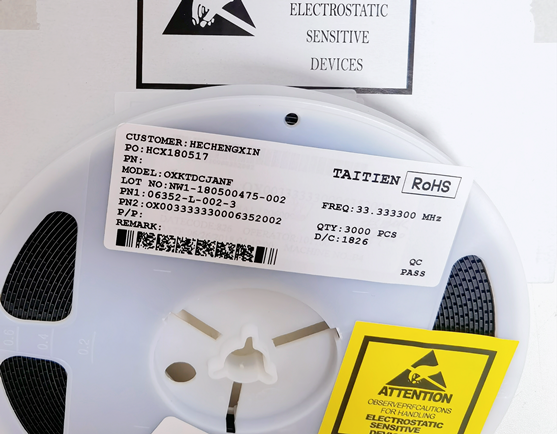 ELECTROSTATIC
SENSITIVE
DEVICES
CUSTOMER:HECHENGXIN
PO:HCX180517
PN:
MODEL:OXKTDCJANF
LOT NO:NW1-180500475-002
PN1:06352-L-002-3
PN2:OX003333330006352002
P/P:
REMARK:
TAITIEN RoHS
FREQ:33.333300 MHz
QTY:3000 PCS
D/C:1826
QC
PASS
ATTENTION
OBSERVEPRFCAUTIONS
FOR HANDLING
ELECTROSTATIC
SENSITIVE